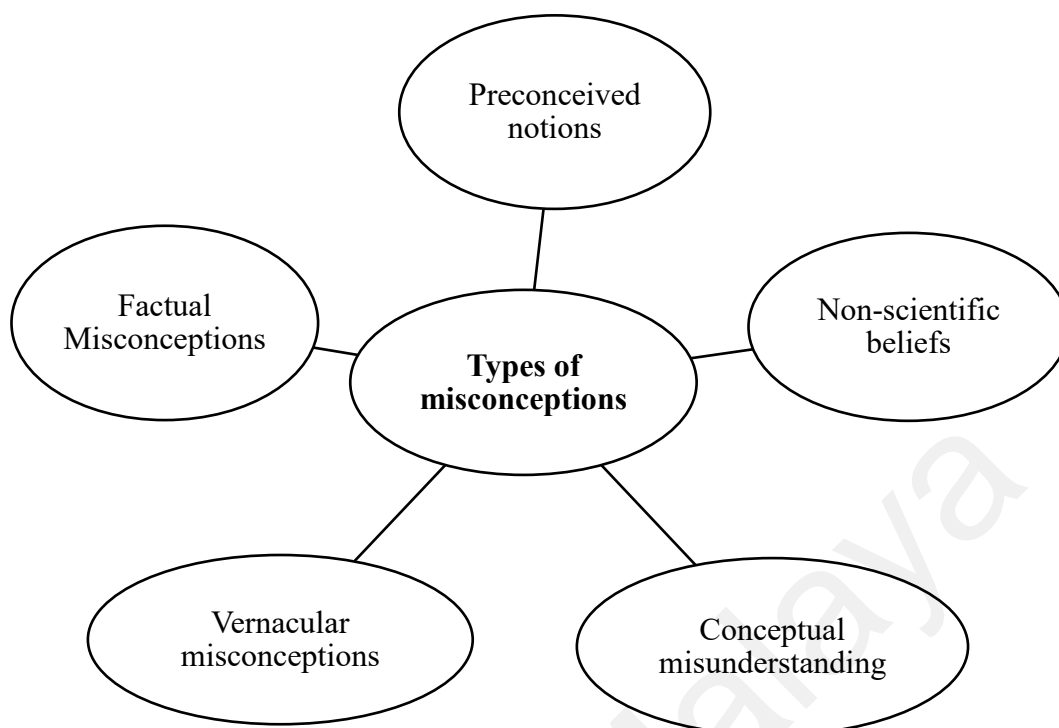 Preconceived
notions
Factual
Misconceptions
Non-scientific
beliefs
Types of
misconceptions
Vernacular
misconceptions
Conceptual
misunderstanding